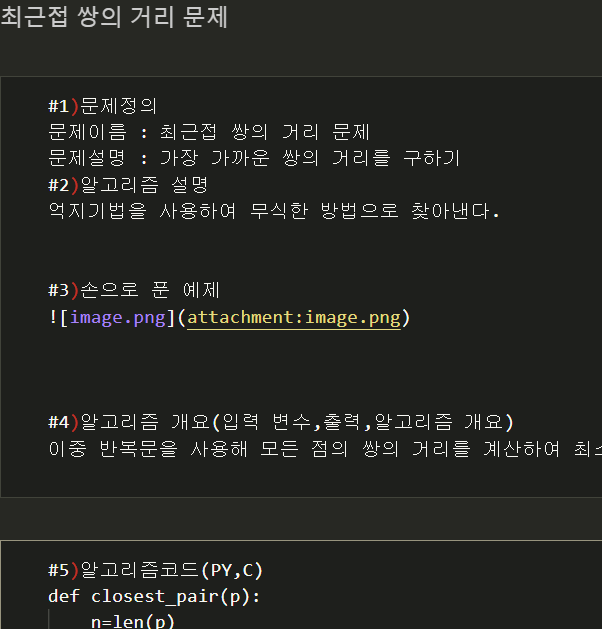 최근접 쌍의 거리 문제
#1)문제정의
문제이름 : 최근접 쌍의 거리 문제
문제설명 : 가장 가까운 쌍의 거리를 구하기
#2)알고리즘 설명
억지기법을 사용하여 무식한 방법으로 찾아낸다.
#3)손으로 푼 예제
![image.png](attachment:image.png)
#4)알고리즘 개요(입력 변수,출력,알고리즘 개요)
이중 반복문을 사용해 모든 점의 쌍의 거리를 계산하여
#5)알고리즘코드(PY,C)
def closest_pair(p):
n=len(p)